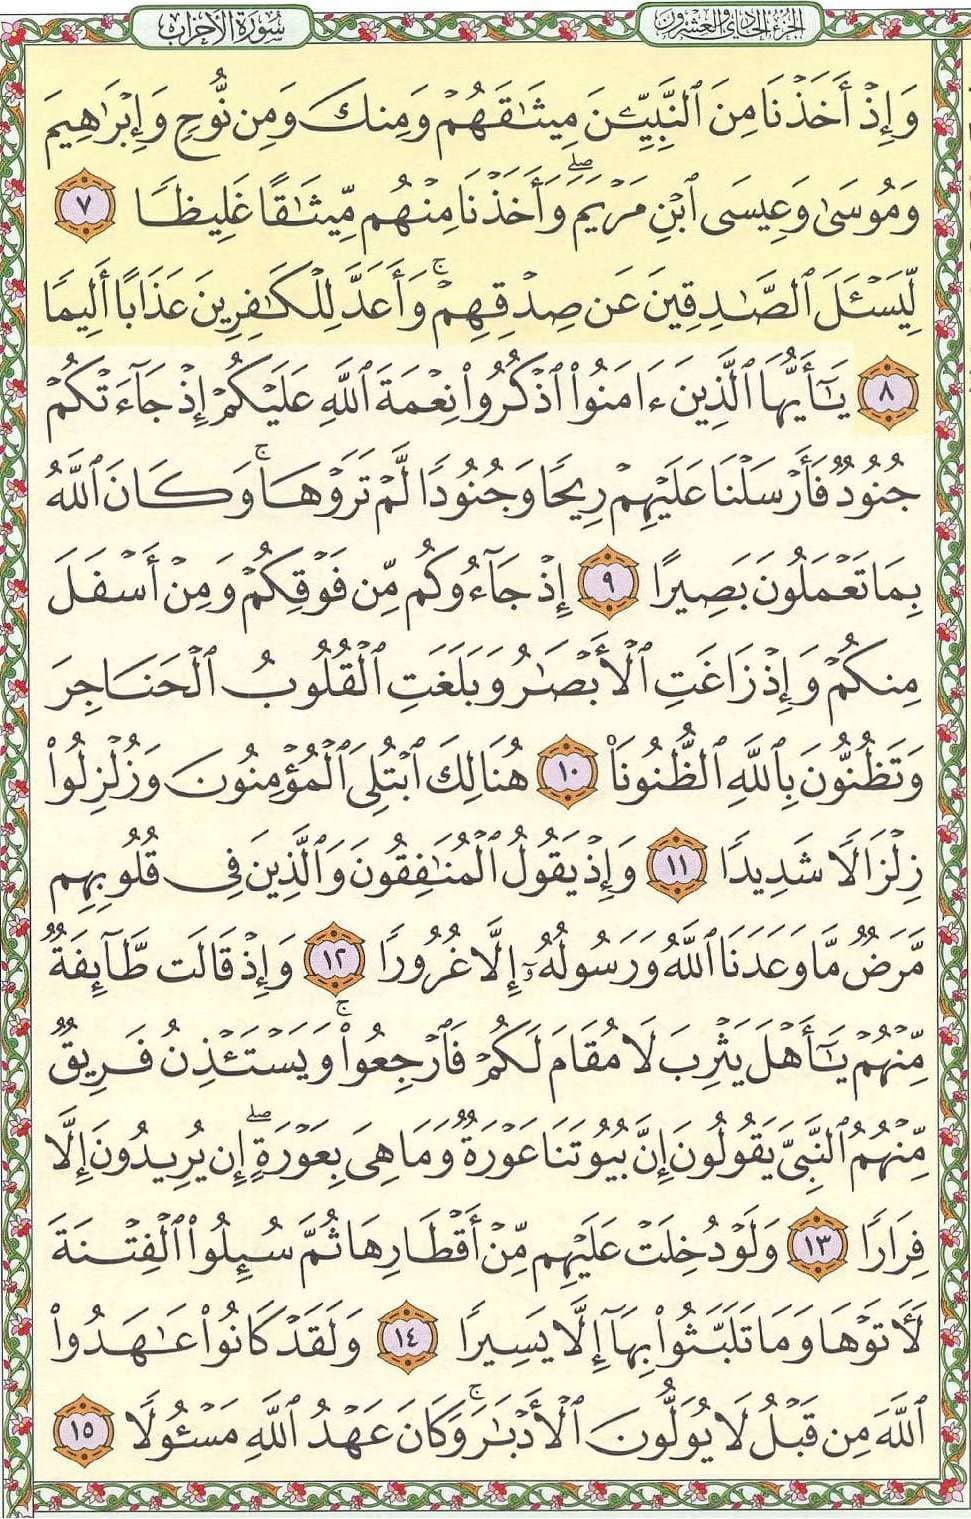 الجزء الحادي والعشرون
سورة الأحزاب
وَإِذْ أَخَذْنَا مِنَ ٱلنَّبِيِّـۧنَ مِيثَٰقَهُمْ وَمِنكَ وَمِن نُّوحٍ وَإِبْرَٰهِيمَ
وَمُوسَىٰ وَعِيسَى ٱبْنِ مَرْيَمَ ۖ وَأَخَذْنَا مِنْهُم مِّيثَٰقًا غَلِيظًا ٧
لِّيَسْـَٔلَ ٱلصَّٰدِقِينَ عَن صِدْقِهِمْ ۚ وَأَعَدَّ لِلْكَٰفِرِينَ عَذَابًا أَلِيمًا
٨ يَٰٓأَيُّهَا ٱلَّذِينَ ءَامَنُوا۟ ٱذْكُرُوا۟ نِعْمَةَ ٱللَّهِ عَلَيْكُمْ إِذْ جَآءَتْكُمْ
جُنُودٌ فَأَرْسَلْنَا عَلَيْهِمْ رِيحًا وَجُنُودًا لَّمْ تَرَوْهَا ۚ وَكَانَ ٱللَّهُ
بِمَا تَعْمَلُونَ بَصِيرًا ٩ إِذْ جَآءُوكُم مِّن فَوْقِكُمْ وَمِنْ أَسْفَلَ
مِنكُمْ وَإِذْ زَاغَتِ ٱلْأَبْصَٰرُ وَبَلَغَتِ ٱلْقُلُوبُ ٱلْحَنَاجِرَ
وَتَظُنُّونَ بِٱللَّهِ ٱلظُّنُونَا۠ ١٠ هُنَالِكَ ٱبْتُلِىَ ٱلْمُؤْمِنُونَ وَزُلْزِلُوا۟
زِلْزَالًا شَدِيدًا ١١ وَإِذْ يَقُولُ ٱلْمُنَٰفِقُونَ وَٱلَّذِينَ فِى قُلُوبِهِم
مَّرَضٌ مَّا وَعَدَنَا ٱللَّهُ وَرَسُولُهُۥٓ إِلَّا غُرُورًا ١٢ وَإِذْ قَالَت طَّآئِفَةٌ
مِّنْهُمْ يَٰٓأَهْلَ يَثْرِبَ لَا مُقَامَ لَكُمْ فَٱرْجِعُوا۟ ۚ وَيَسْتَـْٔذِنُ فَرِيقٌ
مِّنْهُمُ ٱلنَّبِىَّ يَقُولُونَ إِنَّ بُيُوتَنَا عَوْرَةٌ وَمَا هِىَ بِعَوْرَةٍ ۖ إِن يُرِيدُونَ إِلَّا
فِرَارًا ١٣ وَلَوْ دُخِلَتْ عَلَيْهِم مِّنْ أَقْطَارِهَا ثُمَّ سُئِلُوا۟ ٱلْفِتْنَةَ
لَـَٔاتَوْهَا وَمَا تَلَبَّثُوا۟ بِهَآ إِلَّا يَسِيرًا ١٤ وَلَقَدْ كَانُوا۟ عَٰهَدُوا۟
ٱللَّهَ مِن قَبْلُ لَا يُوَلُّونَ ٱلْأَدْبَٰرَ ۚ وَكَانَ عَهْدُ ٱللَّهِ مَسْـُٔولًا ١٥